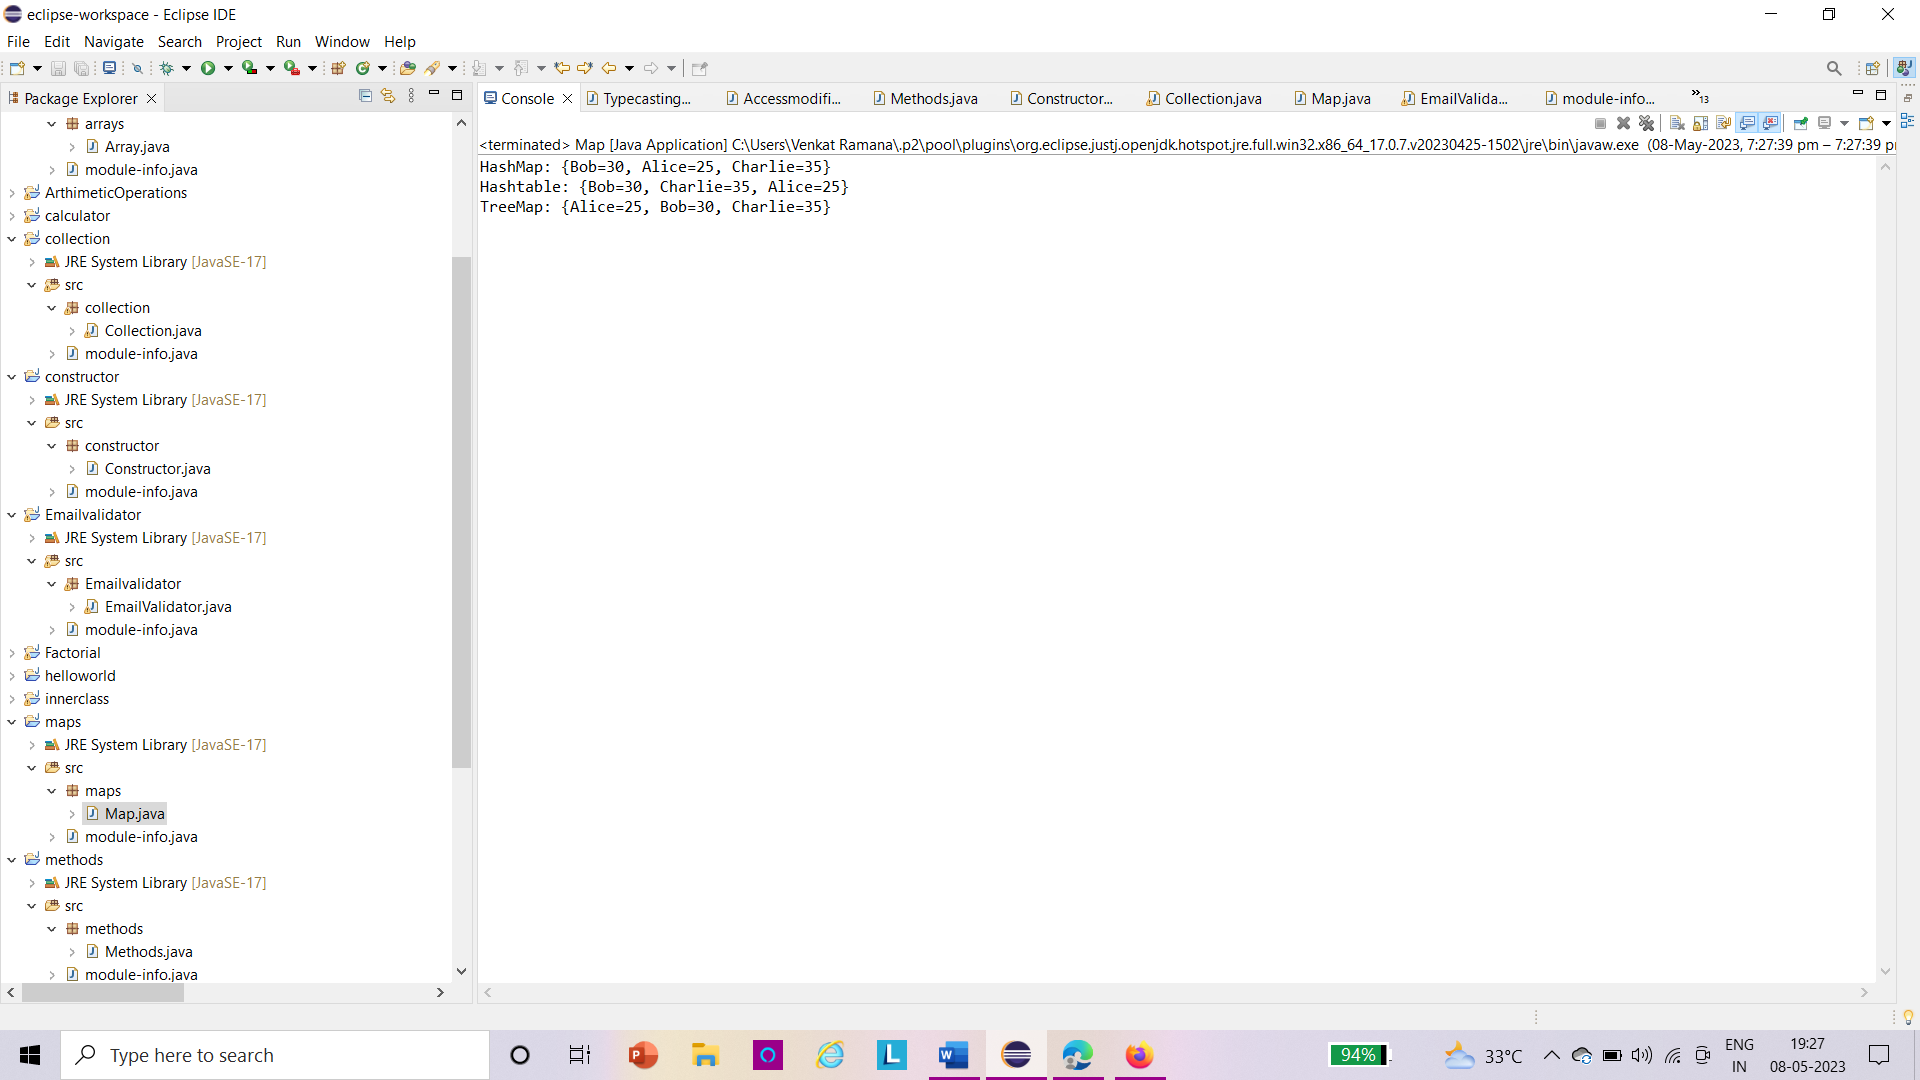 eclipse-workspace - Eclipse IDE
File Edit Navigate Search Project Run Window Help
Package Explorer
arrays
Array.java
module-info.java
ArthimeticOperations
calculator
collection
JRE System Library [JavaSE-17]
src
collection
Collection.java
module-info.java
constructor
JRE System Library [JavaSE-17]
src
constructor
Constructor.java
module-info.java
Emailvalidator
JRE System Library [JavaSE-17]
src
Emailvalidator
EmailValidator.java
module-info.java
Factorial
helloworld
innerclass
maps
JRE System Library [JavaSE-17]
src
maps
Map.java
module-info.java
methods
JRE System Library [JavaSE-17]
src
methods
Methods.java
module-info.java
Console Typecasting... Accessmodifi... Methods.java Constructor... Collection.java Map.java EmailValida... module-info... »13
<terminated> Map [Java Application] C:\Users\Venkat Ramana\.p2\pool\plugins\org.eclipse.justj.openjdk.hotspot.jre.full.win32.x86_64_17.0.7.v20230425-1502\jre\bin\javaw.exe (08-May-2023, 7:27:39 pm – 7:27:39 pr
HashMap: {Bob=30, Alice=25, Charlie=35}
Hashtable: {Bob=30, Charlie=35, Alice=25}
TreeMap: {Alice=25, Bob=30, Charlie=35}
Type here to search
94%
33°C
ENG
IN
19:27
08-05-2023